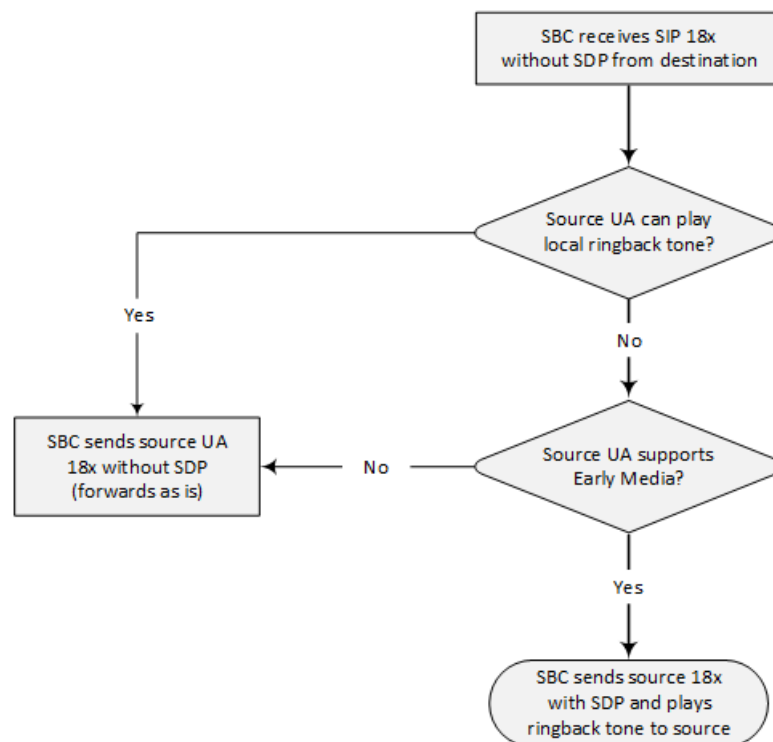 SBC receives SIP 18x
without SDP from destination
Source UA can play
local ringback tone?
Yes
No
SBC sends source UA
18x without SDP
(forwards as is)
No
Source UA supports
Early Media?
Yes
SBC sends source 18x
with SDP and plays
ringback tone to source